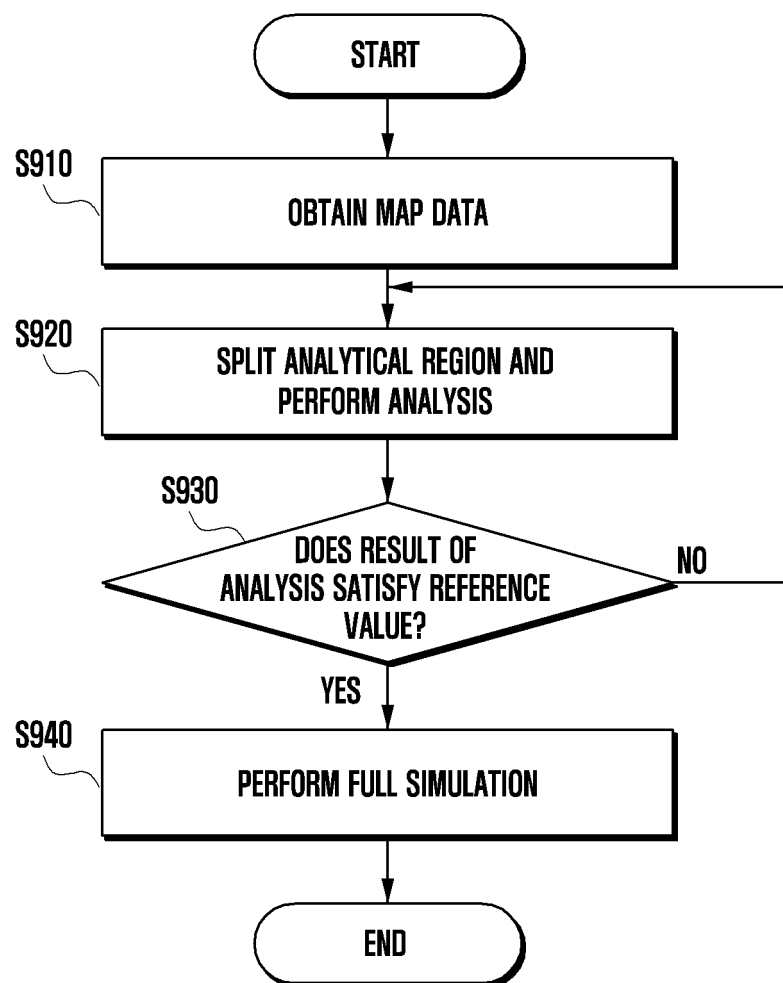 START
S910
OBTAIN MAP DATA
S920
SPLIT ANALYTICAL REGION AND
PERFORM ANALYSIS
S930
DOES RESULT OF
ANALYSIS SATISFY REFERENCE
VALUE?
NO
YES
S940
PERFORM FULL SIMULATION
END